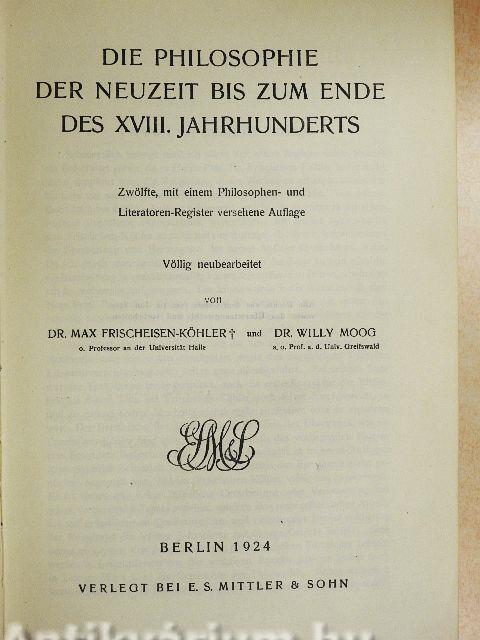 DIE PHILOSOPHIE
DER NEUZEIT BIS ZUM ENDE
DES XVIII. JAHRHUNDERTS
Zwölfte, mit einem Philosophen- und
Literatoren-Register versehene Auflage
Völlig neubearbeitet
von
DR. MAX FRISCHEISEN-KÖHLER† und DR. WILLY MOOG
o. Professor an der Universität Halle a. o. Prof. a. d. Univ. Greifswald
BERLIN 1924
VERLEGT BEI E. S. MITTLER & SOHN
Antikvárium.hu